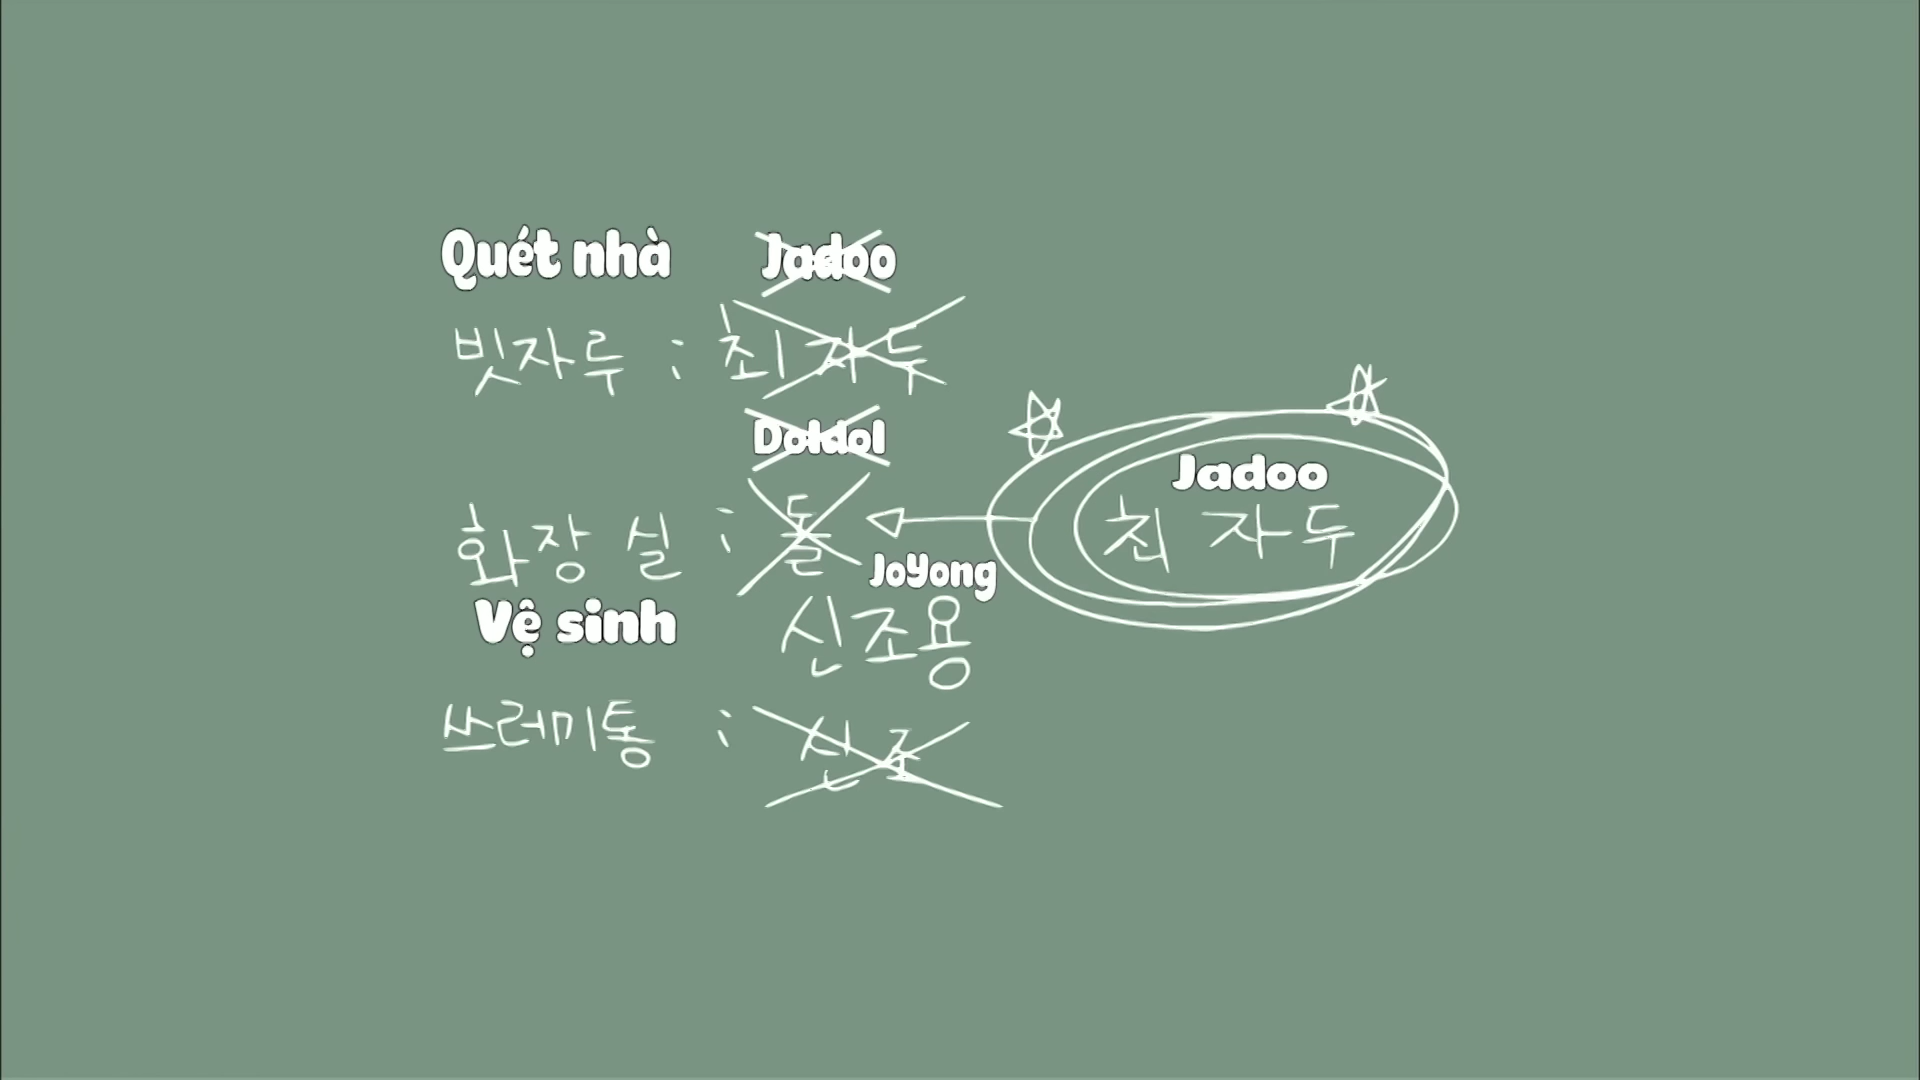 Quét nhà Jadoo
빗자루 : 최자두
Doldol
Jadoo
화장실 : 돌
최자두
JoYong
Vệ sinh
신조용
쓰레미통 : 신조